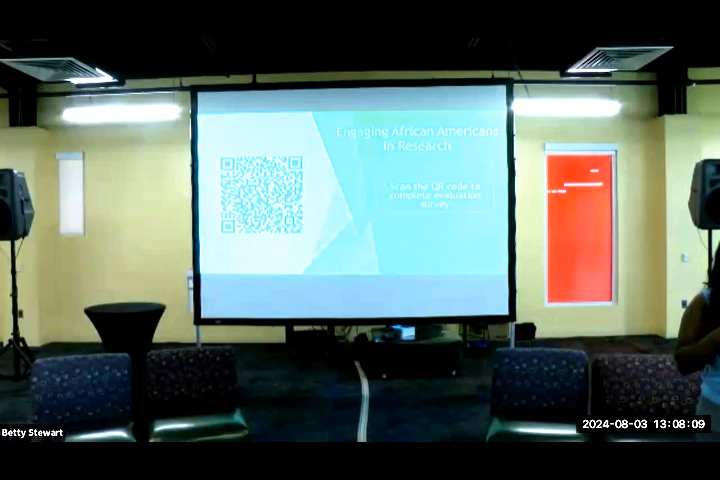 Engaging African Americans
in Research
Scan the QR code to
complete evaluation
survey
2024-08-03 13:08:09
Betty Stewart